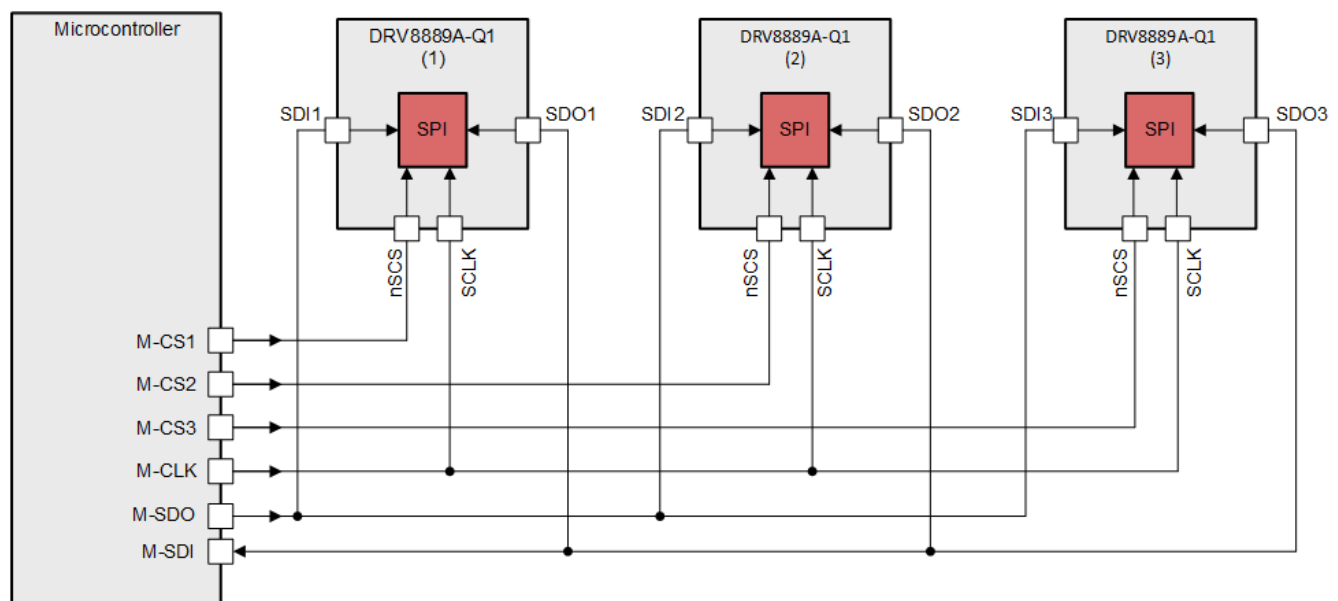 Microcontroller
DRV8889A-Q1
(1)
DRV8889A-Q1
(2)
DRV8889A-Q1
(3)
SDI1
SPI
SDO1
SDI2
SPI
SDO2
SDI3
SPI
SDO3
nSCS
SCLK
nSCS
SCLK
nSCS
SCLK
M-CS1
M-CS2
M-CS3
M-CLK
M-SDO
M-SDI